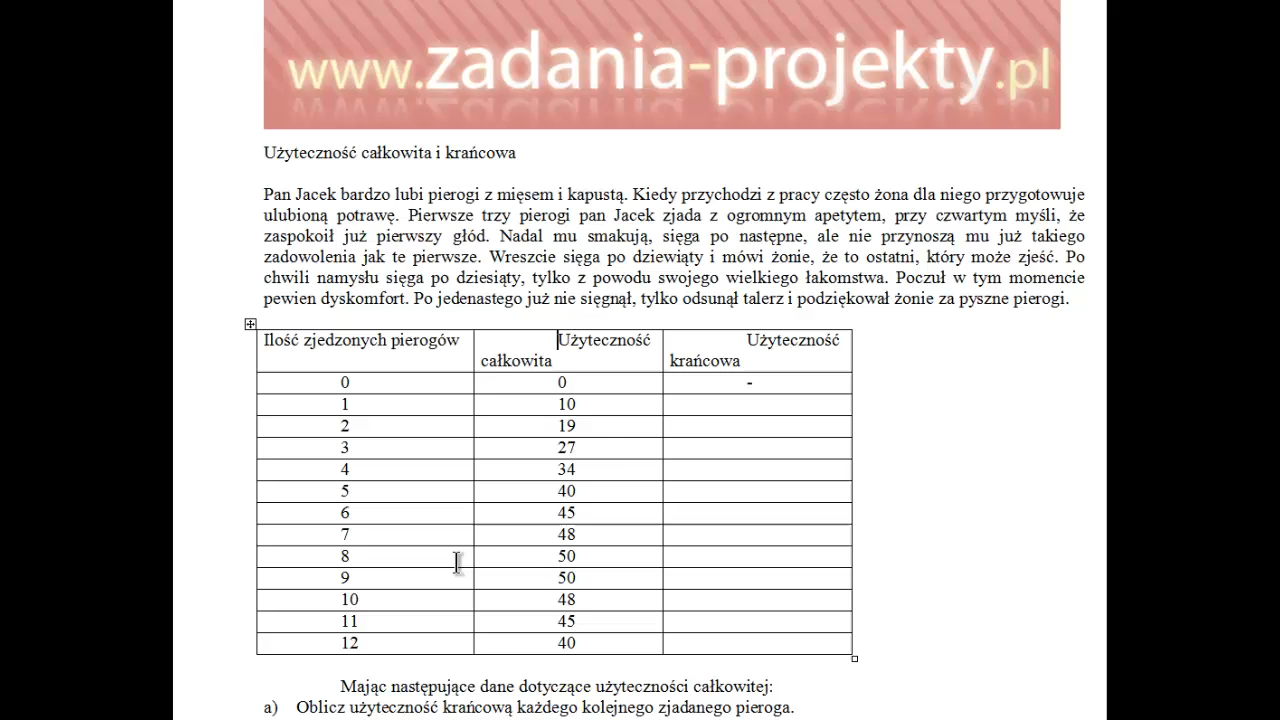 www.zadania-projekty.pl
Użyteczność całkowita i krańcowa
Pan Jacek bardzo lubi pierogi z mięsem i kapustą. Kiedy przychodzi z pracy często żona dla niego przygotowuje
ulubioną potrawę. Pierwsze trzy pierogi pan Jacek zjada z ogromnym apetytem, przy czwartym myśli, że
zaspokoił już pierwszy głód. Nadal mu smakują, sięga po następne, ale nie przynoszą mu już takiego
zadowolenia jak te pierwsze. Wreszcie sięga po dziewiąty i mówi żonie, że to ostatni, który może zjeść. Po
chwili namysłu sięga po dziesiąty, tylko z powodu swojego wielkiego łakomstwa. Poczuł w tym momencie
pewien dyskomfort. Po jedenastego już nie sięgnął, tylko odsunął talerz i podziękował żonie za pyszne pierogi.
Ilość zjedzonych pierogów Użyteczność Użyteczność
całkowita krańcowa
0 0 -
1 10
2 19
3 27
4 34
5 40
6 45
7 48
8 50
9 50
10 48
11 45
12 40
Mając następujące dane dotyczące użyteczności całkowitej:
a) Oblicz użyteczność krańcową każdego kolejnego zjadanego pieroga.